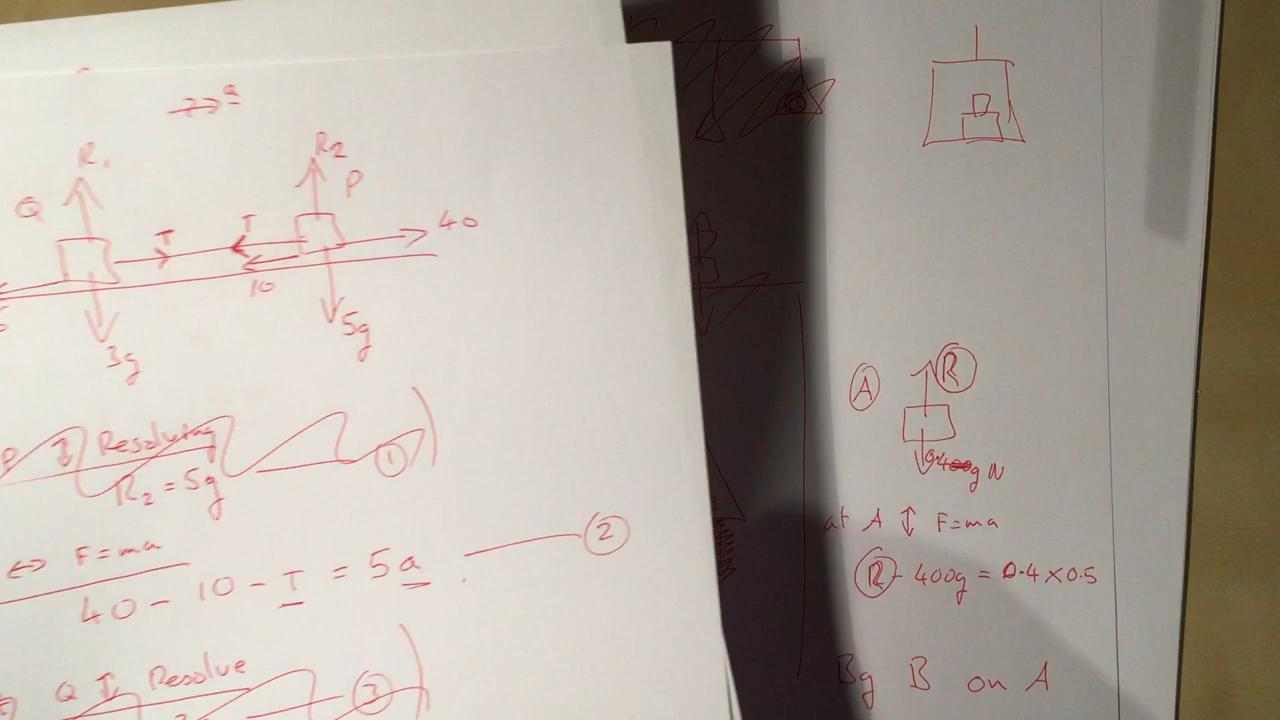 a
R1
R2
Q
P
T
T
40
10
3g
5g
P ↕ Resolving
R2 = 5g
①
↔ F=ma
40 - 10 - T = 5a
②
Q ↕ Resolve
③
A
R
0.4g N
at A ↕ F=ma
R - 400g = 0.4 × 0.5
By B on A